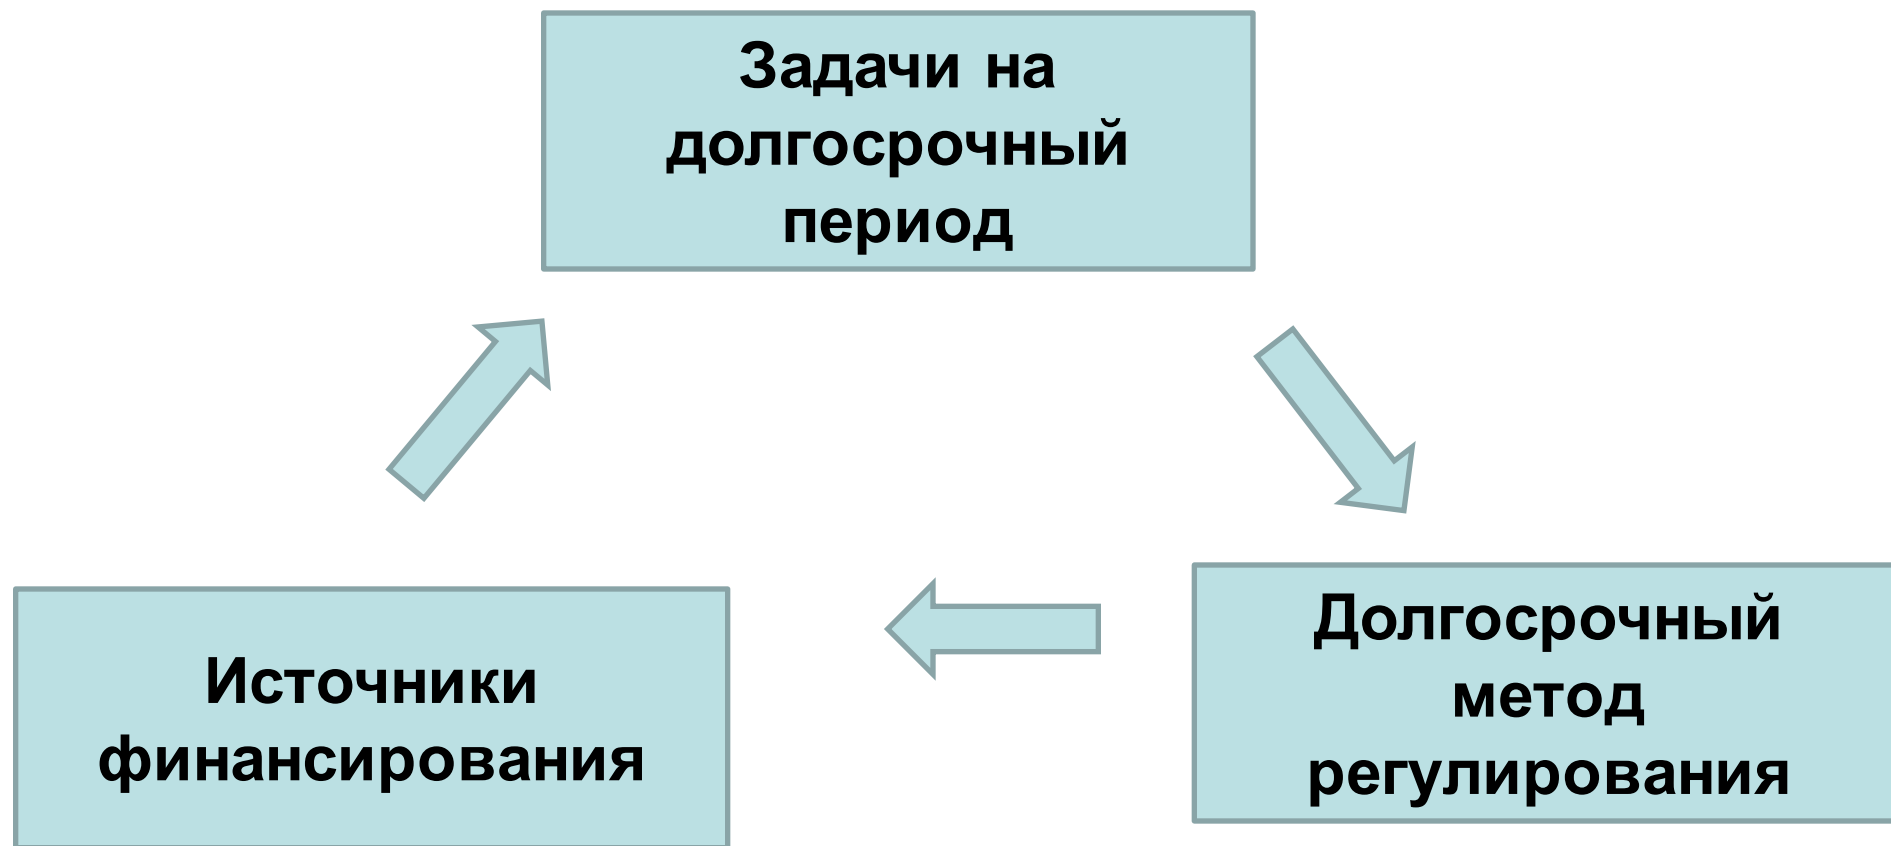 Задачи на
долгосрочный
период
Долгосрочный
метод
регулирования
Источники
финансирования